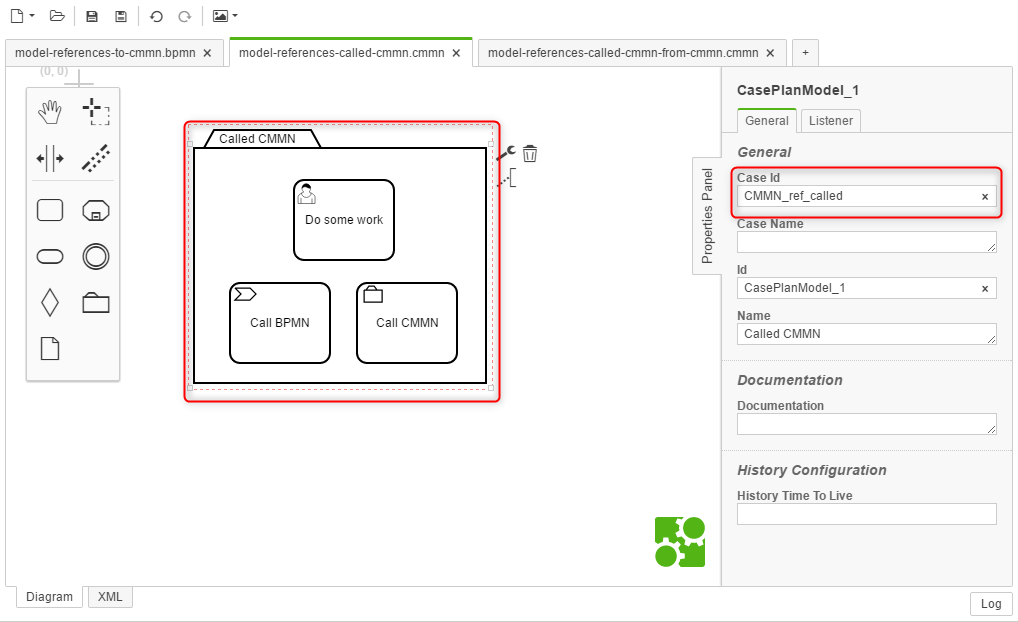 model-references-to-cmmn.bpmn ×
model-references-called-cmmn.cmmn ×
model-references-called-cmmn-from-cmmn.cmmn ×
+
(0, 0)
Called CMMN
Do some work
Call BPMN
Call CMMN
Properties Panel
CasePlanModel_1
General
Listener
General
Case Id
CMMN_ref_called ×
Case Name
Id
CasePlanModel_1 ×
Name
Called CMMN
Documentation
Documentation
History Configuration
History Time To Live
Diagram
XML
Log